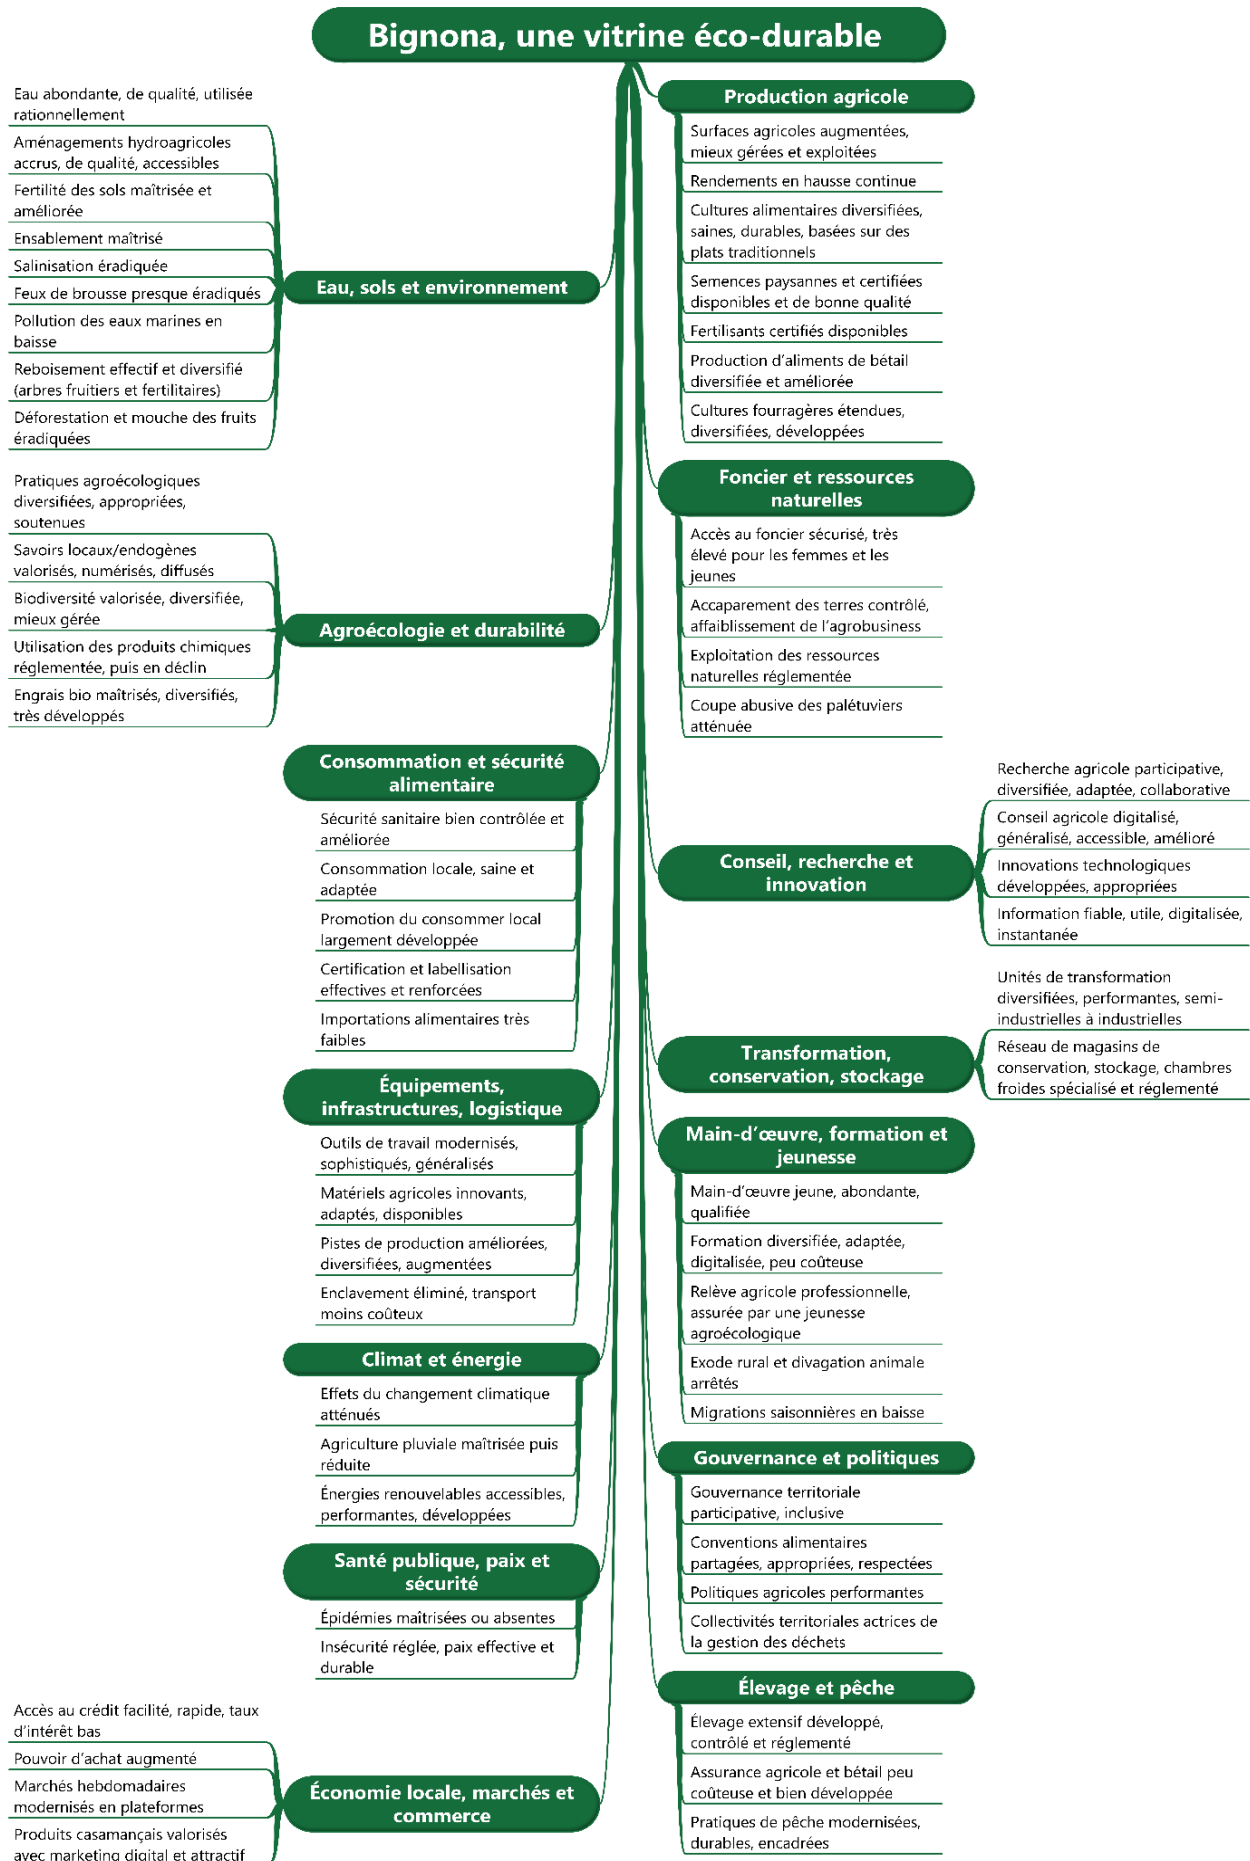 Bignona, une vitrine éco-durable
Eau abondante, de qualité, utilisée
rationnellement
Aménagements hydroagricoles
accrus, de qualité, accessibles
Fertilité des sols maîtrisée et
améliorée
Ensablement maîtrisé
Salinisation éradiquée
Feux de brousse presque éradiqués
Pollution des eaux marines en
baisse
Reboisement effectif et diversifié
(arbres fruitiers et fertilitaires)
Déforestation et mouche des fruits
éradiquées
Eau, sols et environnement
Pratiques agroécologiques
diversifiées, appropriées,
soutenues
Savoirs locaux/endogènes
valorisés, numérisés, diffusés
Biodiversité valorisée, diversifiée,
mieux gérée
Utilisation des produits chimiques
réglementée, puis en déclin
Engrais bio maîtrisés, diversifiés,
très développés
Agroécologie et durabilité
Consommation et sécurité
alimentaire
Sécurité sanitaire bien contrôlée et
améliorée
Consommation locale, saine et
adaptée
Promotion du consommer local
largement développée
Certification et labellisation
effectives et renforcées
Importations alimentaires très
faibles
Équipements,
infrastructures, logistique
Outils de travail modernisés,
sophistiqués, généralisés
Matériels agricoles innovants,
adaptés, disponibles
Pistes de production améliorées,
diversifiées, augmentées
Enclavement éliminé, transport
moins coûteux
Climat et énergie
Effets du changement climatique
atténués
Agriculture pluviale maîtrisée puis
réduite
Énergies renouvelables accessibles,
performantes, développées
Santé publique, paix et
sécurité
Épidémies maîtrisées ou absentes
Insécurité réglée, paix effective et
durable
Accès au crédit facilité, rapide, taux
d'intérêt bas
Pouvoir d'achat augmenté
Marchés hebdomadaires
modernisés en plateformes
Produits casamançais valorisés
avec marketing digital et attractif
Économie locale, marchés et
commerce
Production agricole
Surfaces agricoles augmentées,
mieux gérées et exploitées
Rendements en hausse continue
Cultures alimentaires diversifiées,
saines, durables, basées sur des
plats traditionnels
Semences paysannes et certifiées
disponibles et de bonne qualité
Fertilisants certifiés disponibles
Production d'aliments de bétail
diversifiée et améliorée
Cultures fourragères étendues,
diversifiées, développées
Foncier et ressources
naturelles
Accès au foncier sécurisé, très
élevé pour les femmes et les
jeunes
Accaparement des terres contrôlé,
affaiblissement de l'agrobusiness
Exploitation des ressources
naturelles réglementée
Coupe abusive des palétuviers
atténuée
Conseil, recherche et
innovation
Recherche agricole participative,
diversifiée, adaptée, collaborative
Conseil agricole digitalisé,
généralisé, accessible, amélioré
Innovations technologiques
développées, appropriées
Information fiable, utile, digitalisée,
instantanée
Transformation,
conservation, stockage
Unités de transformation
diversifiées, performantes, semi-
industrielles à industrielles
Réseau de magasins de
conservation, stockage, chambres
froides spécialisé et réglementé
Main-d'œuvre, formation et
jeunesse
Main-d'œuvre jeune, abondante,
qualifiée
Formation diversifiée, adaptée,
digitalisée, peu coûteuse
Relève agricole professionnelle,
assurée par une jeunesse
agroécologique
Exode rural et divagation animale
arrêtés
Migrations saisonnières en baisse
Gouvernance et politiques
Gouvernance territoriale
participative, inclusive
Conventions alimentaires
partagées, appropriées, respectées
Politiques agricoles performantes
Collectivités territoriales actrices de
la gestion des déchets
Élevage et pêche
Élevage extensif développé,
contrôlé et réglementé
Assurance agricole et bétail peu
coûteuse et bien développée
Pratiques de pêche modernisées,
durables, encadrées